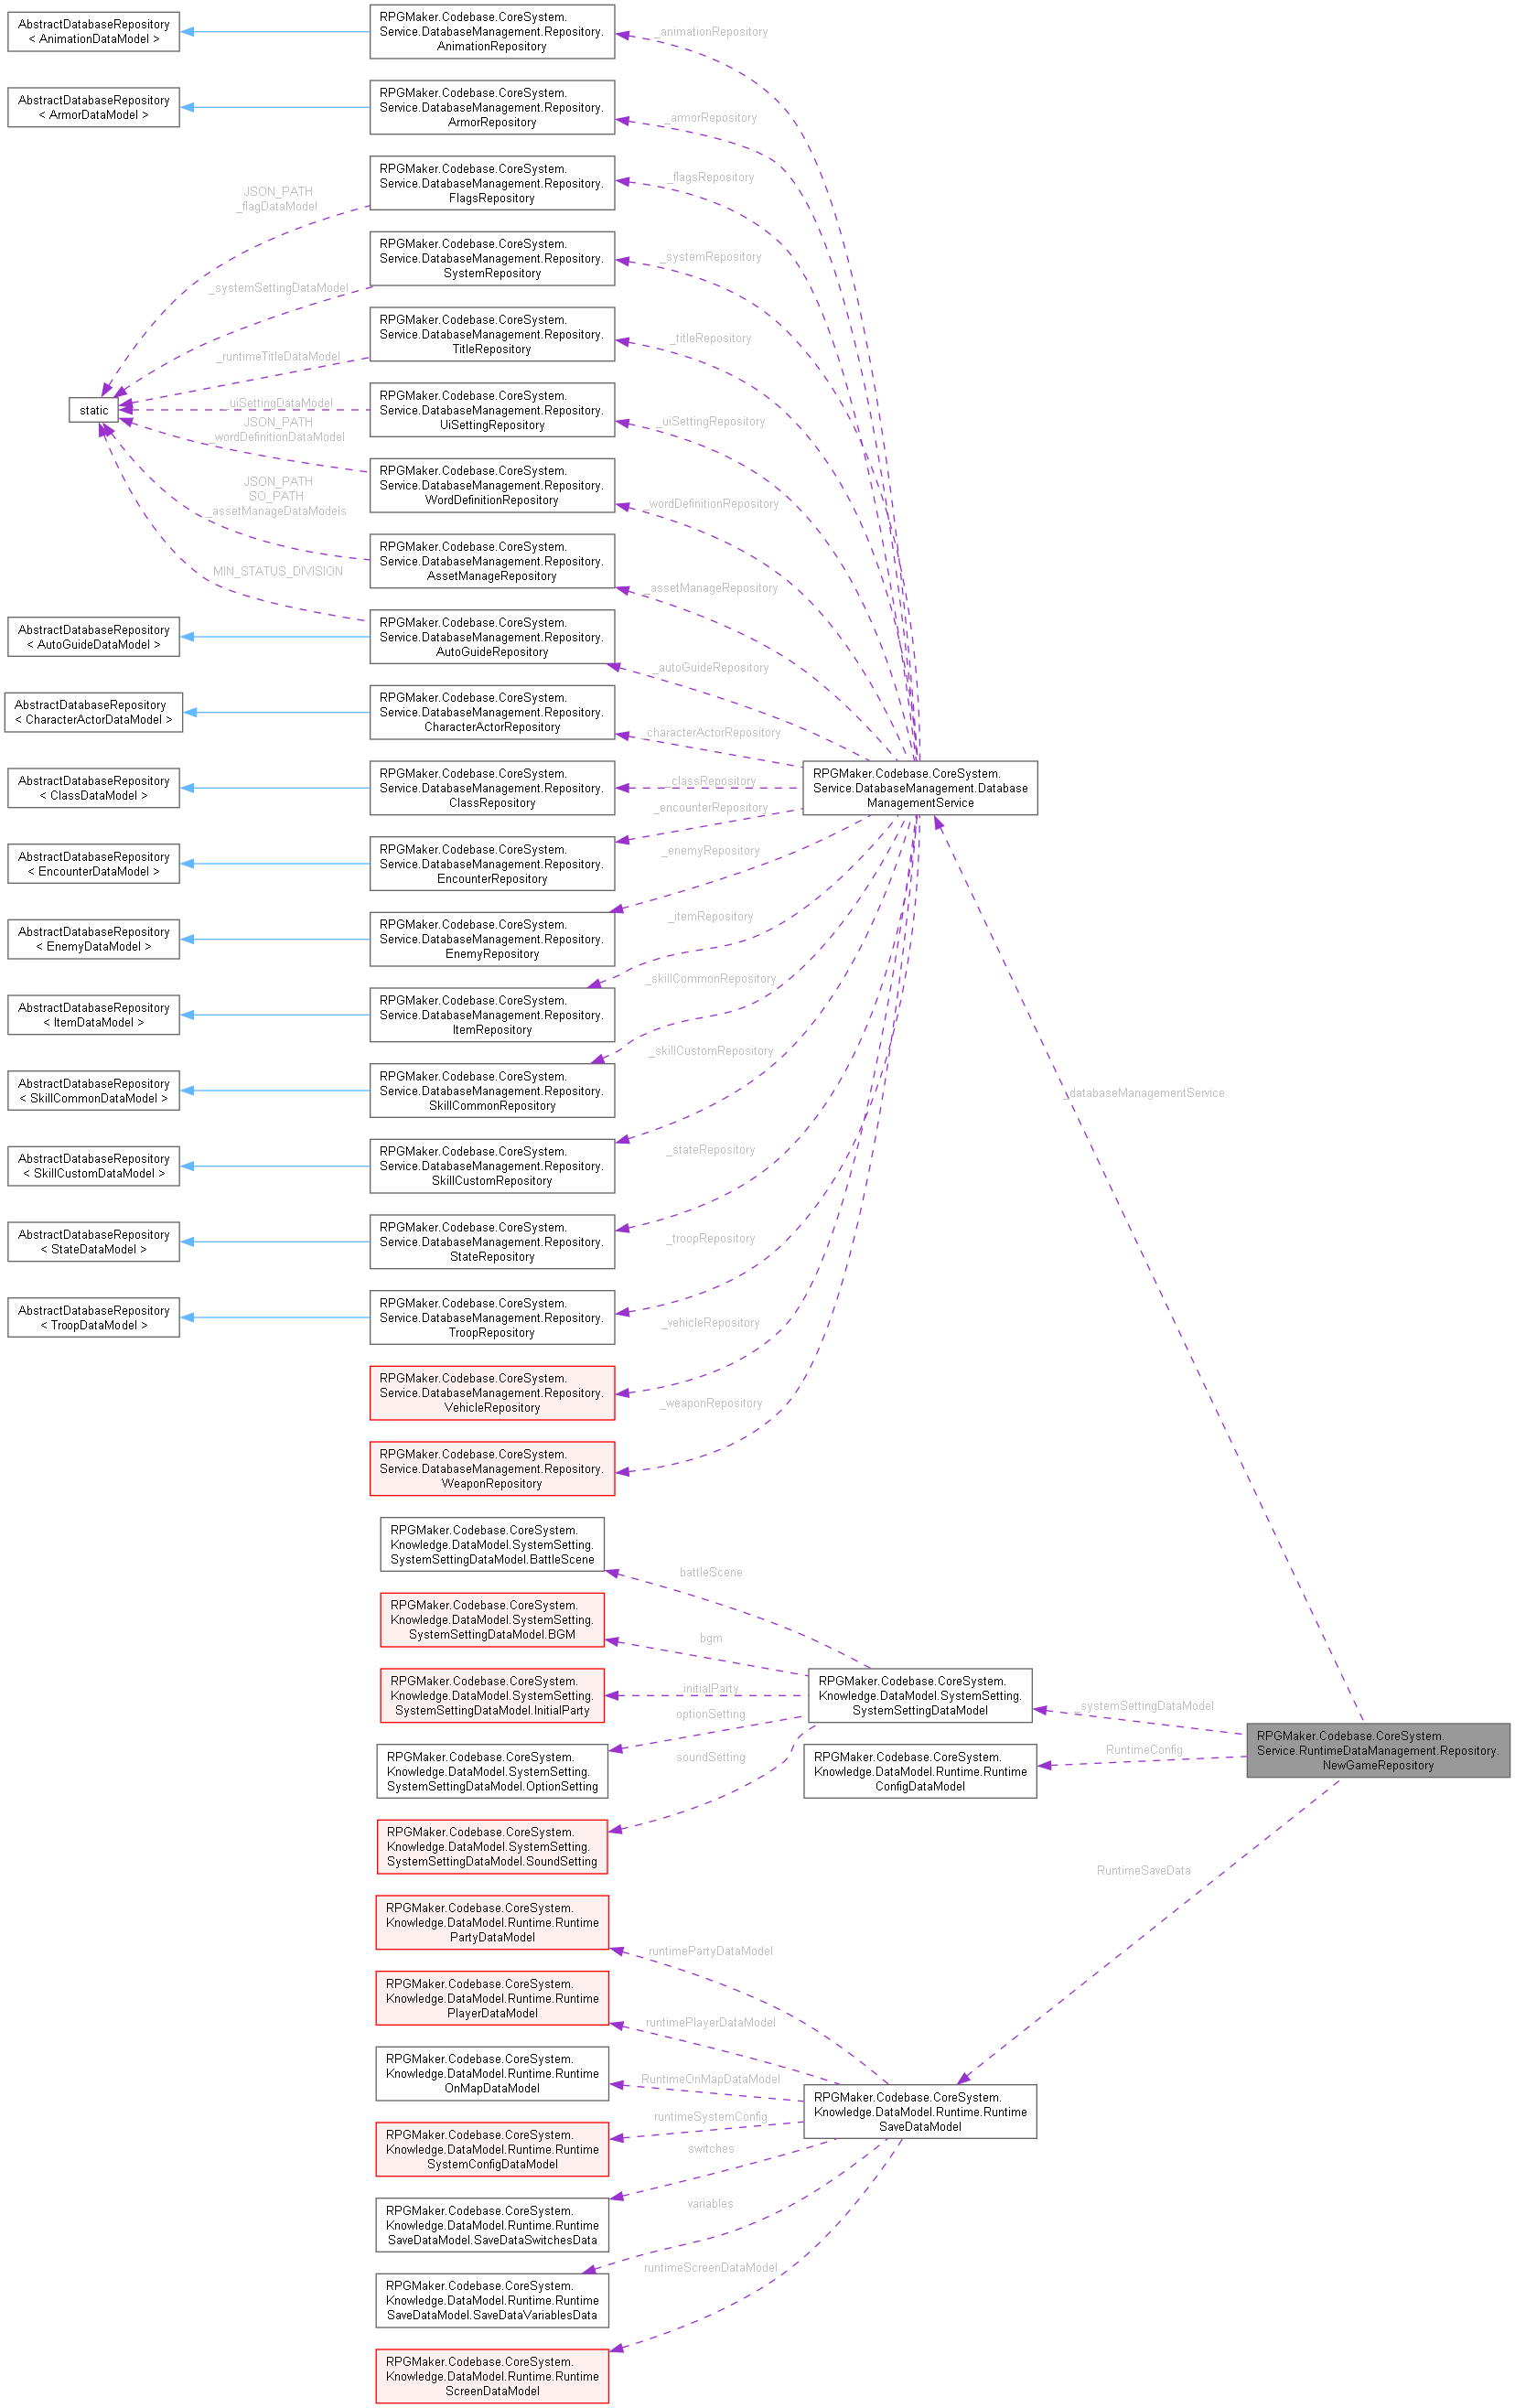 AbstractDatabaseRepository
< AnimationDataModel >
RPGMaker.Codebase.CoreSystem.
Service.DatabaseManagement.Repository.
AnimationRepository
_animationRepository
AbstractDatabaseRepository
< ArmorDataModel >
RPGMaker.Codebase.CoreSystem.
Service.DatabaseManagement.Repository.
ArmorRepository
_armorRepository
JSON_PATH
_flagDataModel
RPGMaker.Codebase.CoreSystem.
Service.DatabaseManagement.Repository.
FlagsRepository
_flagsRepository
_systemSettingDataModel
RPGMaker.Codebase.CoreSystem.
Service.DatabaseManagement.Repository.
SystemRepository
_systemRepository
_runtimeTitleDataModel
RPGMaker.Codebase.CoreSystem.
Service.DatabaseManagement.Repository.
TitleRepository
_titleRepository
static
_uiSettingDataModel
RPGMaker.Codebase.CoreSystem.
Service.DatabaseManagement.Repository.
UiSettingRepository
_uiSettingRepository
JSON_PATH
_wordDefinitionDataModel
RPGMaker.Codebase.CoreSystem.
Service.DatabaseManagement.Repository.
WordDefinitionRepository
_wordDefinitionRepository
JSON_PATH
SO_PATH
_assetManageDataModels
RPGMaker.Codebase.CoreSystem.
Service.DatabaseManagement.Repository.
AssetManageRepository
_assetManageRepository
MIN_STATUS_DIVISION
AbstractDatabaseRepository
< AutoGuideDataModel >
RPGMaker.Codebase.CoreSystem.
Service.DatabaseManagement.Repository.
AutoGuideRepository
_autoGuideRepository
AbstractDatabaseRepository
< CharacterActorDataModel >
RPGMaker.Codebase.CoreSystem.
Service.DatabaseManagement.Repository.
CharacterActorRepository
_characterActorRepository
AbstractDatabaseRepository
< ClassDataModel >
RPGMaker.Codebase.CoreSystem.
Service.DatabaseManagement.Repository.
ClassRepository
_classRepository
RPGMaker.Codebase.CoreSystem.
Service.DatabaseManagement.Database
ManagementService
AbstractDatabaseRepository
< EncounterDataModel >
RPGMaker.Codebase.CoreSystem.
Service.DatabaseManagement.Repository.
EncounterRepository
_encounterRepository
AbstractDatabaseRepository
< EnemyDataModel >
RPGMaker.Codebase.CoreSystem.
Service.DatabaseManagement.Repository.
EnemyRepository
_enemyRepository
AbstractDatabaseRepository
< ItemDataModel >
RPGMaker.Codebase.CoreSystem.
Service.DatabaseManagement.Repository.
ItemRepository
_itemRepository
AbstractDatabaseRepository
< SkillCommonDataModel >
RPGMaker.Codebase.CoreSystem.
Service.DatabaseManagement.Repository.
SkillCommonRepository
_skillCommonRepository
_databaseManagementService
AbstractDatabaseRepository
< SkillCustomDataModel >
RPGMaker.Codebase.CoreSystem.
Service.DatabaseManagement.Repository.
SkillCustomRepository
_skillCustomRepository
AbstractDatabaseRepository
< StateDataModel >
RPGMaker.Codebase.CoreSystem.
Service.DatabaseManagement.Repository.
StateRepository
_stateRepository
AbstractDatabaseRepository
< TroopDataModel >
RPGMaker.Codebase.CoreSystem.
Service.DatabaseManagement.Repository.
TroopRepository
_troopRepository
RPGMaker.Codebase.CoreSystem.
Service.DatabaseManagement.Repository.
VehicleRepository
_vehicleRepository
RPGMaker.Codebase.CoreSystem.
Service.DatabaseManagement.Repository.
WeaponRepository
_weaponRepository
RPGMaker.Codebase.CoreSystem.
Knowledge.DataModel.SystemSetting.
SystemSettingDataModel.BattleScene
battleScene
RPGMaker.Codebase.CoreSystem.
Knowledge.DataModel.SystemSetting.
SystemSettingDataModel.BGM
bgm
RPGMaker.Codebase.CoreSystem.
Knowledge.DataModel.SystemSetting.
SystemSettingDataModel.InitialParty
initialParty
RPGMaker.Codebase.CoreSystem.
Knowledge.DataModel.SystemSetting.
SystemSettingDataModel
_systemSettingDataModel
RPGMaker.Codebase.CoreSystem.
Knowledge.DataModel.SystemSetting.
SystemSettingDataModel.OptionSetting
optionSetting
RPGMaker.Codebase.CoreSystem.
Knowledge.DataModel.Runtime.Runtime
ConfigDataModel
RuntimeConfig
RPGMaker.Codebase.CoreSystem.
Service.RuntimeDataManagement.Repository.
NewGameRepository
RPGMaker.Codebase.CoreSystem.
Knowledge.DataModel.SystemSetting.
SystemSettingDataModel.SoundSetting
soundSetting
RuntimeSaveData
RPGMaker.Codebase.CoreSystem.
Knowledge.DataModel.Runtime.Runtime
PartyDataModel
runtimePartyDataModel
RPGMaker.Codebase.CoreSystem.
Knowledge.DataModel.Runtime.Runtime
PlayerDataModel
runtimePlayerDataModel
RPGMaker.Codebase.CoreSystem.
Knowledge.DataModel.Runtime.Runtime
OnMapDataModel
RuntimeOnMapDataModel
RPGMaker.Codebase.CoreSystem.
Knowledge.DataModel.Runtime.Runtime
SaveDataModel
RPGMaker.Codebase.CoreSystem.
Knowledge.DataModel.Runtime.Runtime
SystemConfigDataModel
runtimeSystemConfig
RPGMaker.Codebase.CoreSystem.
Knowledge.DataModel.Runtime.Runtime
SaveDataModel.SaveDataSwitchesData
switches
RPGMaker.Codebase.CoreSystem.
Knowledge.DataModel.Runtime.Runtime
SaveDataModel.SaveDataVariablesData
variables
RPGMaker.Codebase.CoreSystem.
Knowledge.DataModel.Runtime.Runtime
ScreenDataModel
runtimeScreenDataModel